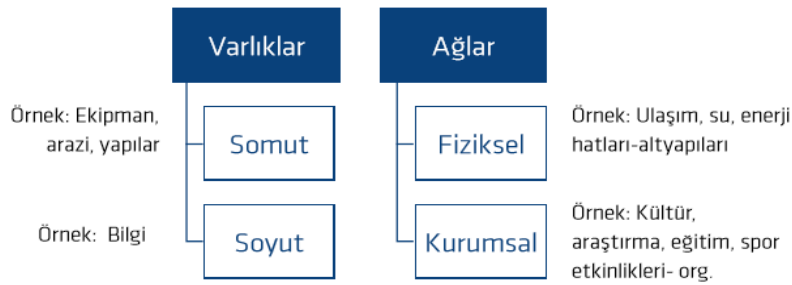 Varlıklar
Örnek: Ekipman,
arazi, yapılar
Somut
Örnek: Bilgi
Soyut
Ağlar
Fiziksel
Örnek: Ulaşım, su, enerji
hatları-altyapıları
Kurumsal
Örnek: Kültür,
araştırma, eğitim, spor
etkinlikleri- org.